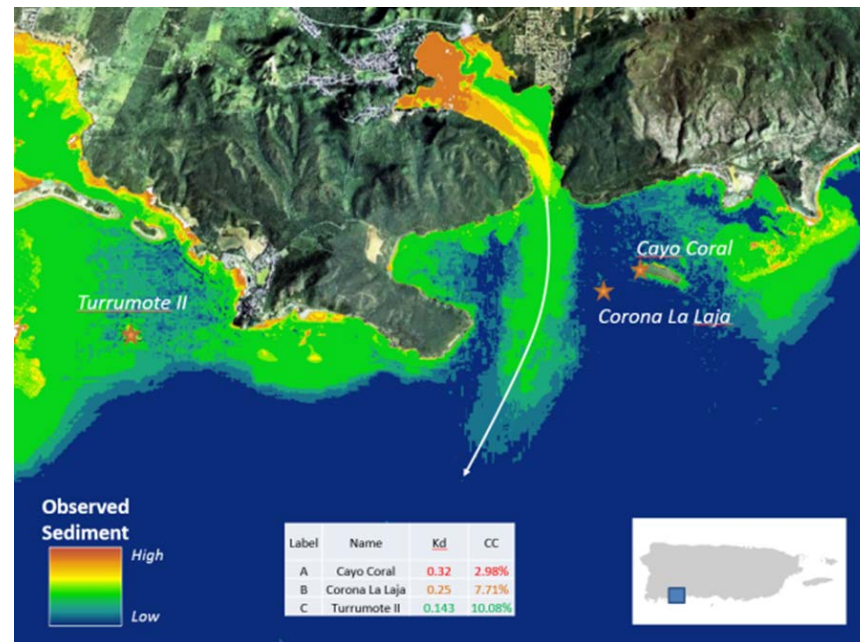 Cayo Coral
Turrumote II
Corona La Laja
Observed
Sediment
High
Low
Label Name Kd CC
A Cayo Coral 0.32 2.98%
B Corona La Laja 0.25 7.71%
C Turrumote II 0.143 10.08%